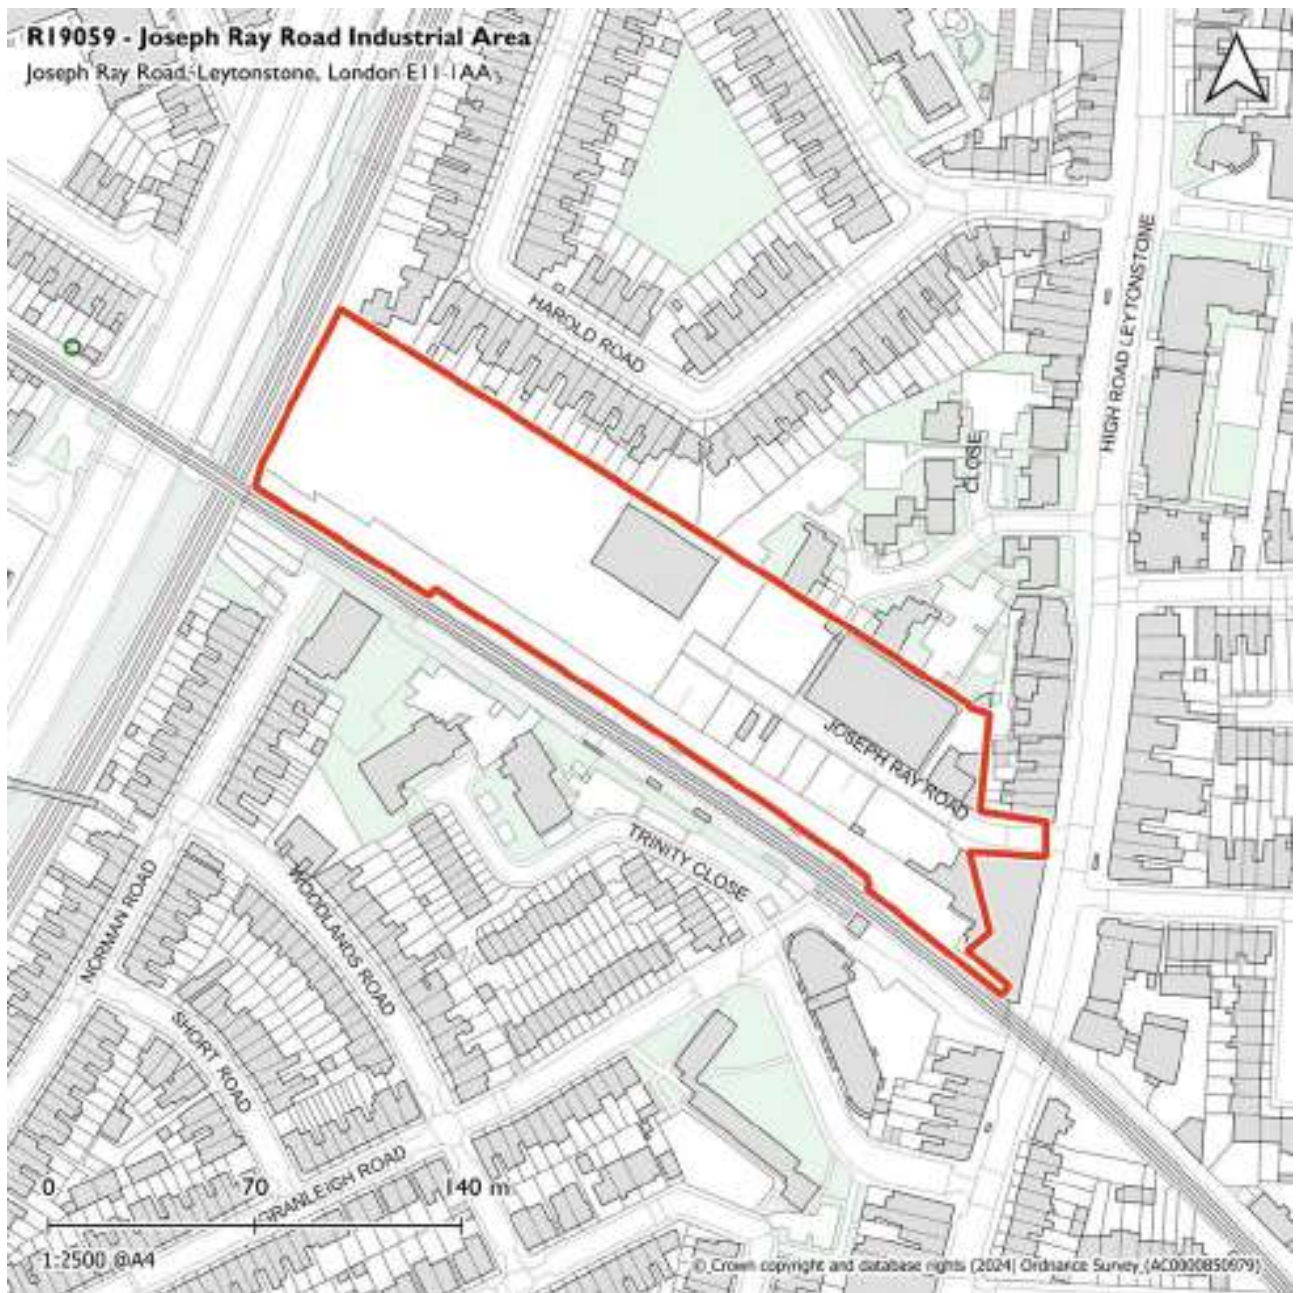 R19059 - Joseph Ray Road Industrial Area
Joseph Ray Road, Leytonstone, London E11 1AA
HAROLD ROAD
HIGH ROAD LEYTONSTONE
CLOSE
JOSEPH RAY ROAD
TRINITY CLOSE
NORMAN ROAD
WOODLANDS ROAD
SHORT ROAD
RANLEIGH ROAD
0 70 140 m
1:2500 @A4
© Crown copyright and database rights (2024) Ordnance Survey (AC0000850979)